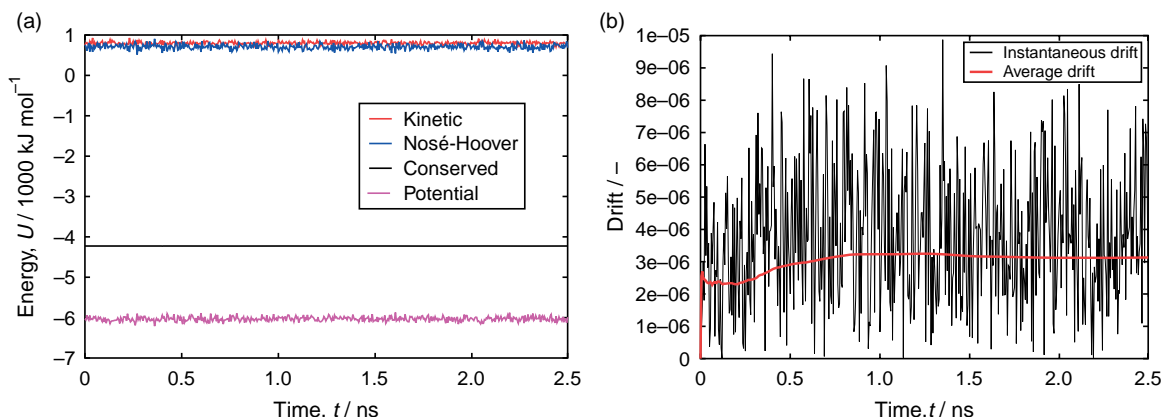 (a)
Energy, U / 1000 kJ mol−1
1
0
−1
−2
−3
−4
−5
−6
−7
Kinetic
Nosé-Hoover
Conserved
Potential
0
0.5
1.0
1.5
2.0
2.5
Time, t / ns
(b)
Drift / −
1e−05
9e−06
8e−06
7e−06
6e−06
5e−06
4e−06
3e−06
2e−06
1e−06
0
Instantaneous drift
Average drift
0
0.5
1.0
1.5
2.0
2.5
Time, t / ns